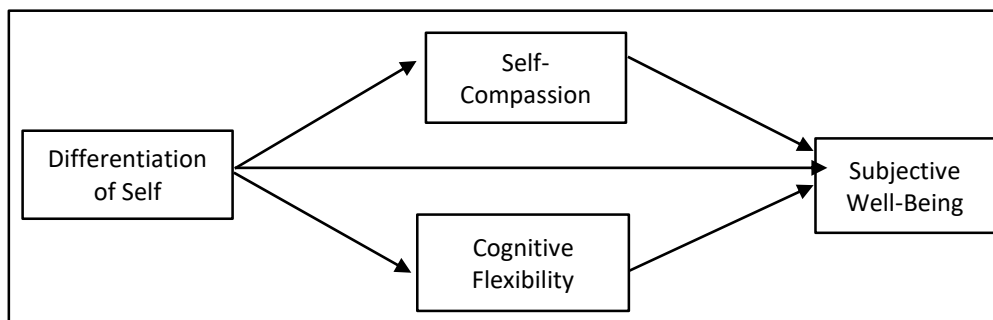 Self-
Compassion
Differentiation
of Self
Subjective
Well-Being
Cognitive
Flexibility